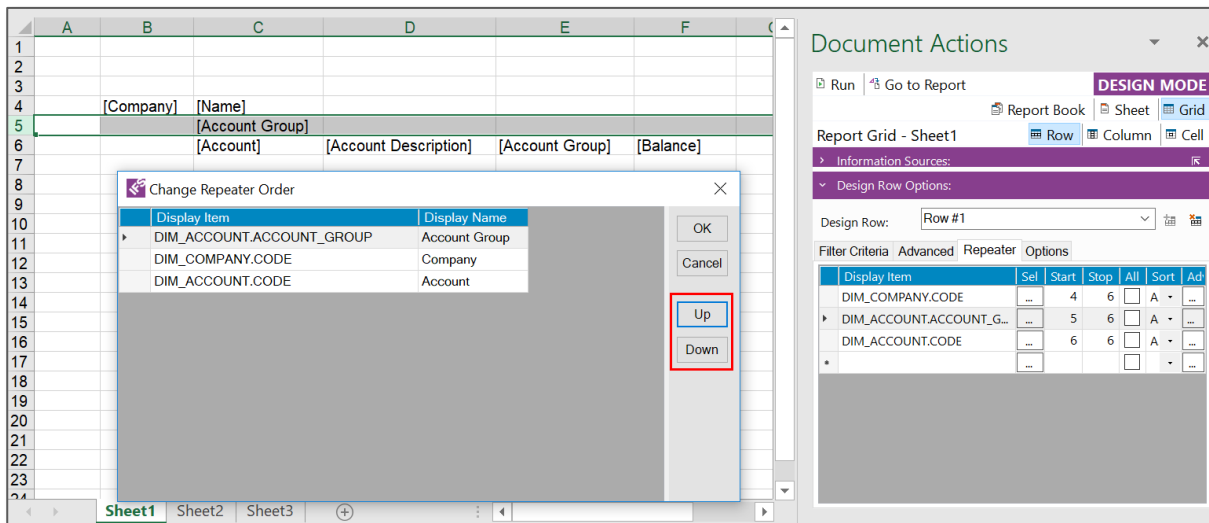 A B C D E F
Document Actions
1
2
3
4 [Company] [Name]
5 [Account Group]
6 [Account] [Account Description] [Account Group] [Balance]
7
8
9
10
11
12
13
14
15
16
17
18
19
20
21
22
23
Change Repeater Order
Display Item Display Name
DIM_ACCOUNT.ACCOUNT_GROUP Account Group
DIM_COMPANY.CODE Company
DIM_ACCOUNT.CODE Account
OK
Cancel
Up
Down
Sheet1 Sheet2 Sheet3
Run Go to Report DESIGN MODE
Report Book Sheet Grid
Report Grid - Sheet1 Row Column Cell
Information Sources:
Design Row Options:
Design Row: Row #1
Filter Criteria Advanced Repeater Options
Display Item Sel Start Stop All Sort Ad
DIM_COMPANY.CODE ... 4 6 A ...
DIM_ACCOUNT.ACCOUNT_G... ... 5 6 A ...
DIM_ACCOUNT.CODE ... 6 6 A ...
... ...